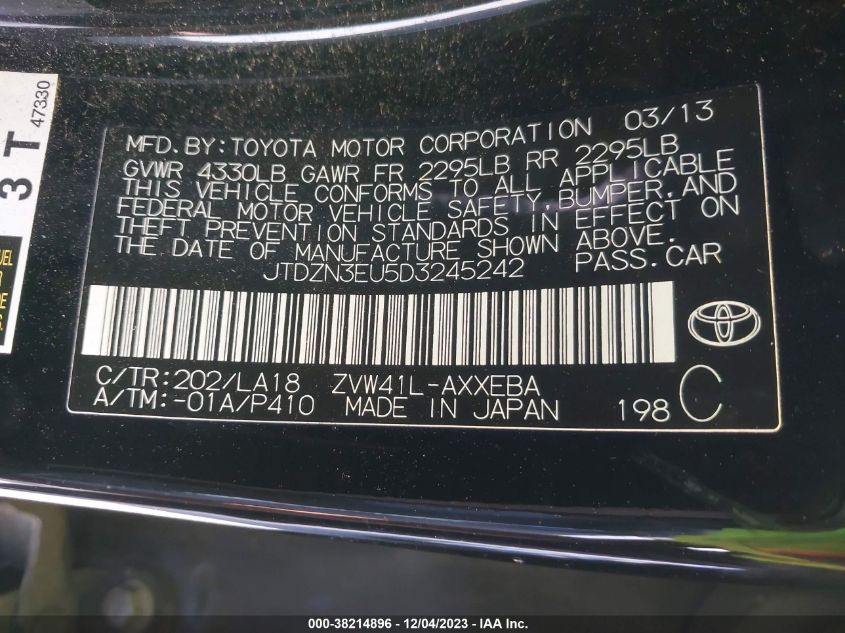 47330
3T
UEL
R
DE
S.
MFD.BY:TOYOTA MOTOR CORPORATION 03/13
GVWR 4330LB GAWR FR 2295LB RR 2295LB
THIS VEHICLE CONFORMS TO ALL APPLICABLE
FEDERAL MOTOR VEHICLE SAFETY,BUMPER,AND
THEFT PREVENTION STANDARDS IN EFFECT ON
THE DATE OF MANUFACTURE SHOWN ABOVE.
JTDZN3EU5D3245242 PASS.CAR
C/TR:202/LA18 ZVW41L-AXXEBA
A/TM:-01A/P410 MADE IN JAPAN 198 C
000-38214896 - 12/04/2023 - IAA Inc.